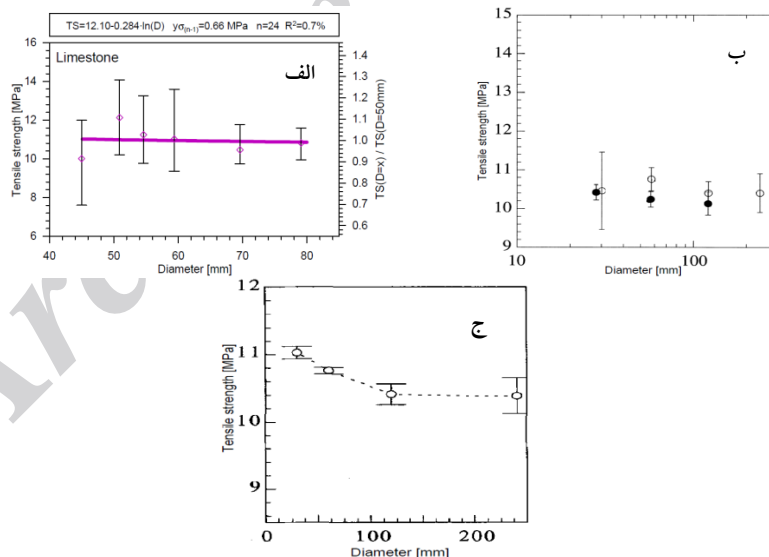 TS=12.10-0.284·ln(D) yσ(n-1)=0.66 MPa n=24 R²=0.7%
Limestone
الف
Tensile strength [MPa]
16
14
12
10
8
6
1.4
1.3
1.2
1.1
1.0
0.9
0.8
0.7
0.6
TS(D=x) / TS(D=50mm)
40
50
60
70
80
Diameter [mm]
ب
Tensile strength [MPa]
15
13
12
11
10
9
10
100
Diameter [mm]
ج
Tensile strength [MPa]
12
11
10
9
0
100
200
Diameter [mm]